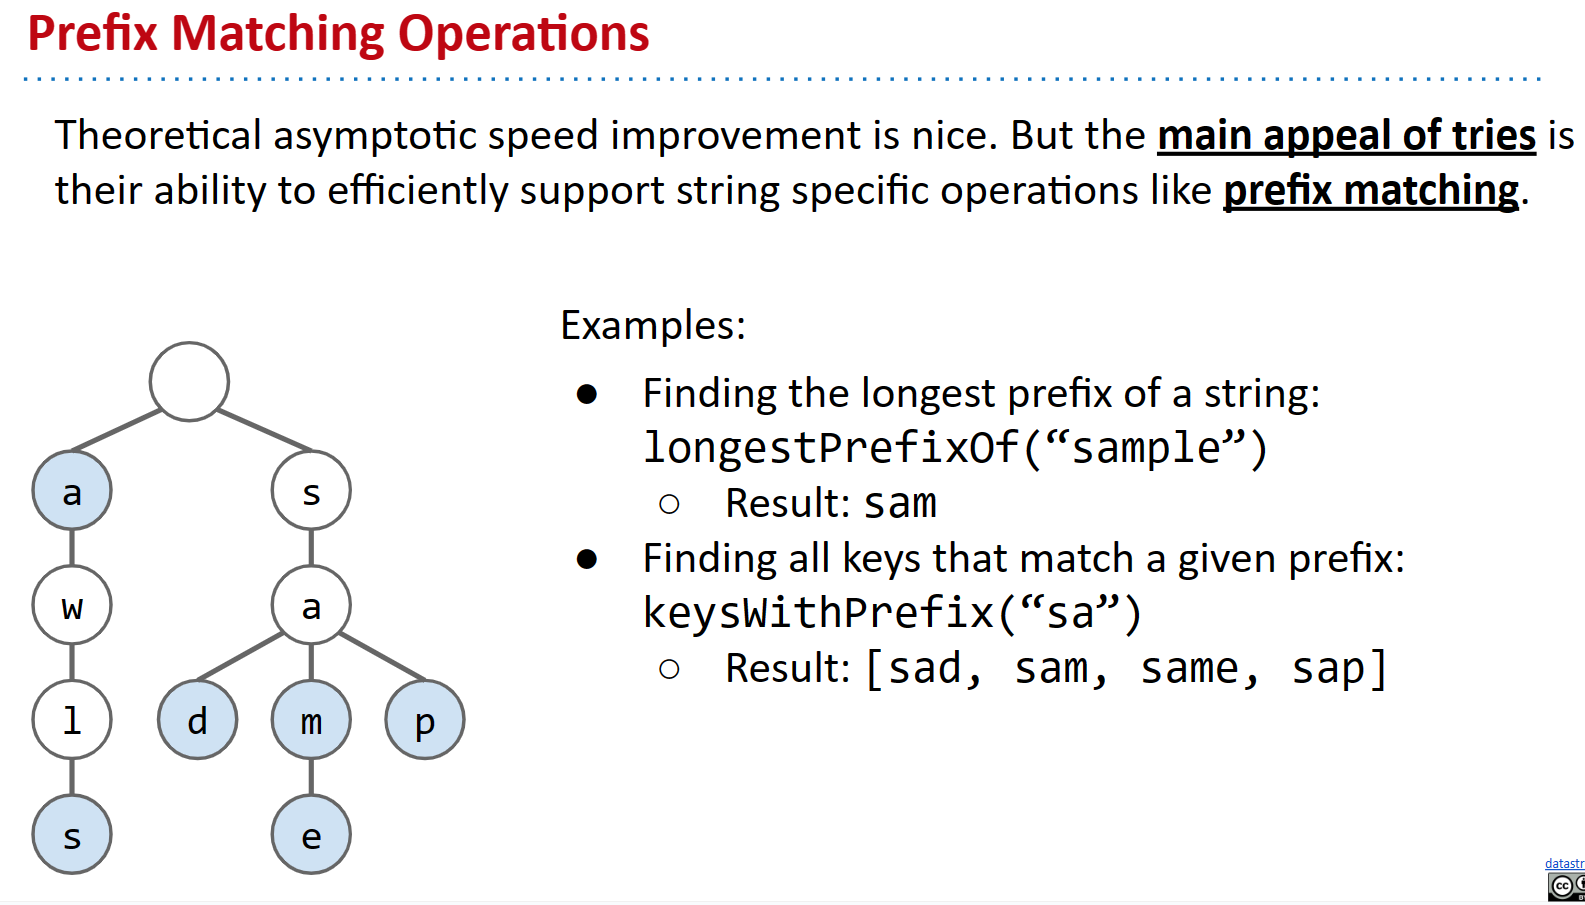 Prefix Matching Operations
Theoretical asymptotic speed improvement is nice. But the main appeal of tries is
their ability to efficiently support string specific operations like prefix matching.
Examples:
● Finding the longest prefix of a string:
longestPrefixOf(“sample”)
○ Result: sam
● Finding all keys that match a given prefix:
keysWithPrefix(“sa”)
○ Result: [sad, sam, same, sap]
a s
w a
l d m p
s e
datastr
cc